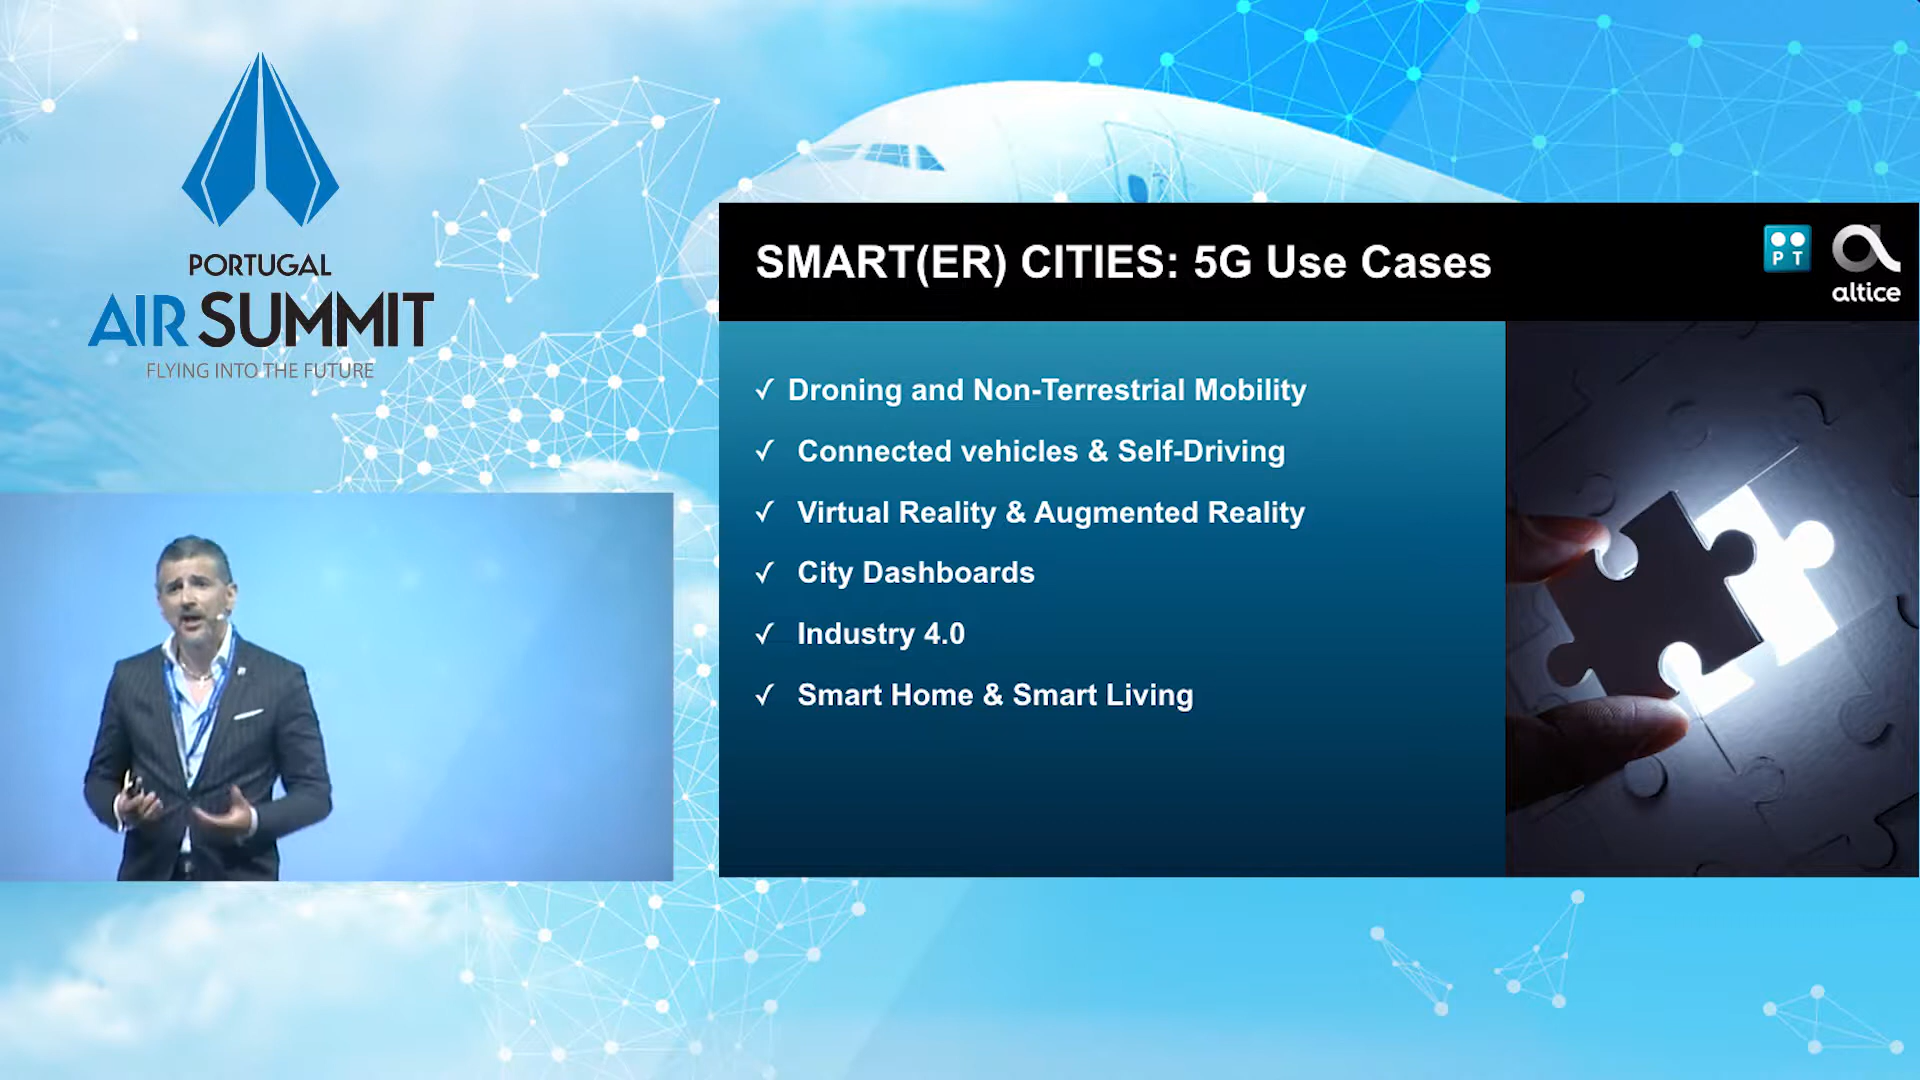 PORTUGAL
AIR SUMMIT
FLYING INTO THE FUTURE
SMART(ER) CITIES: 5G Use Cases
PT
altice
✓ Droning and Non-Terrestrial Mobility
✓ Connected vehicles & Self-Driving
✓ Virtual Reality & Augmented Reality
✓ City Dashboards
✓ Industry 4.0
✓ Smart Home & Smart Living